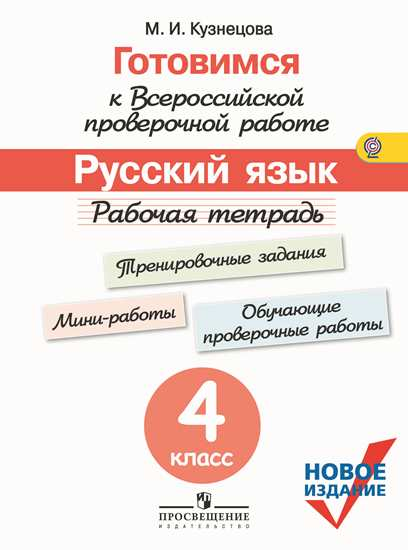 М. И. Кузнецова
Готовимся
к Всероссийской
проверочной работе
Русский язык
Рабочая тетрадь
Тренировочные задания
Мини-работы
Обучающие
проверочные работы
4
класс
НОВОЕ
ИЗДАНИЕ
ПРОСВЕЩЕНИЕ
ИЗДАТЕЛЬСТВО